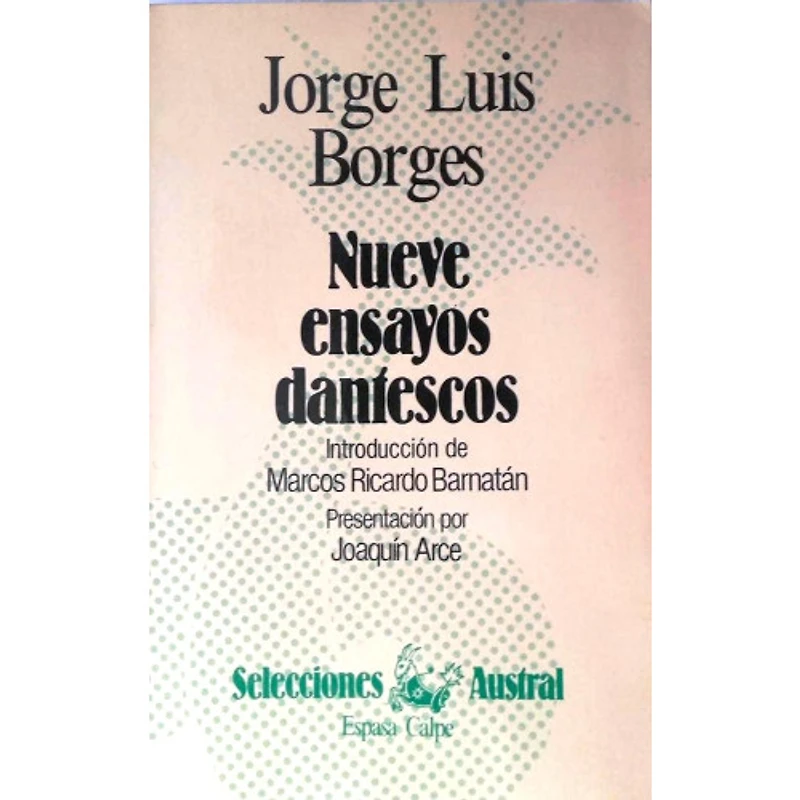 Jorge Luis
Borges
Nueve
ensayos
dantescos
Introducción de
Marcos Ricardo Barnatán
Presentación por
Joaquín Arce
Selecciones Austral
Espasa Calpe